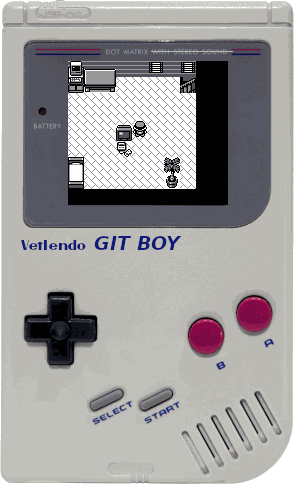 DOT MATRIX WITH STEREO SOUND
BATTERY
Vetlendo GIT BOY
B
A
SELECT
START